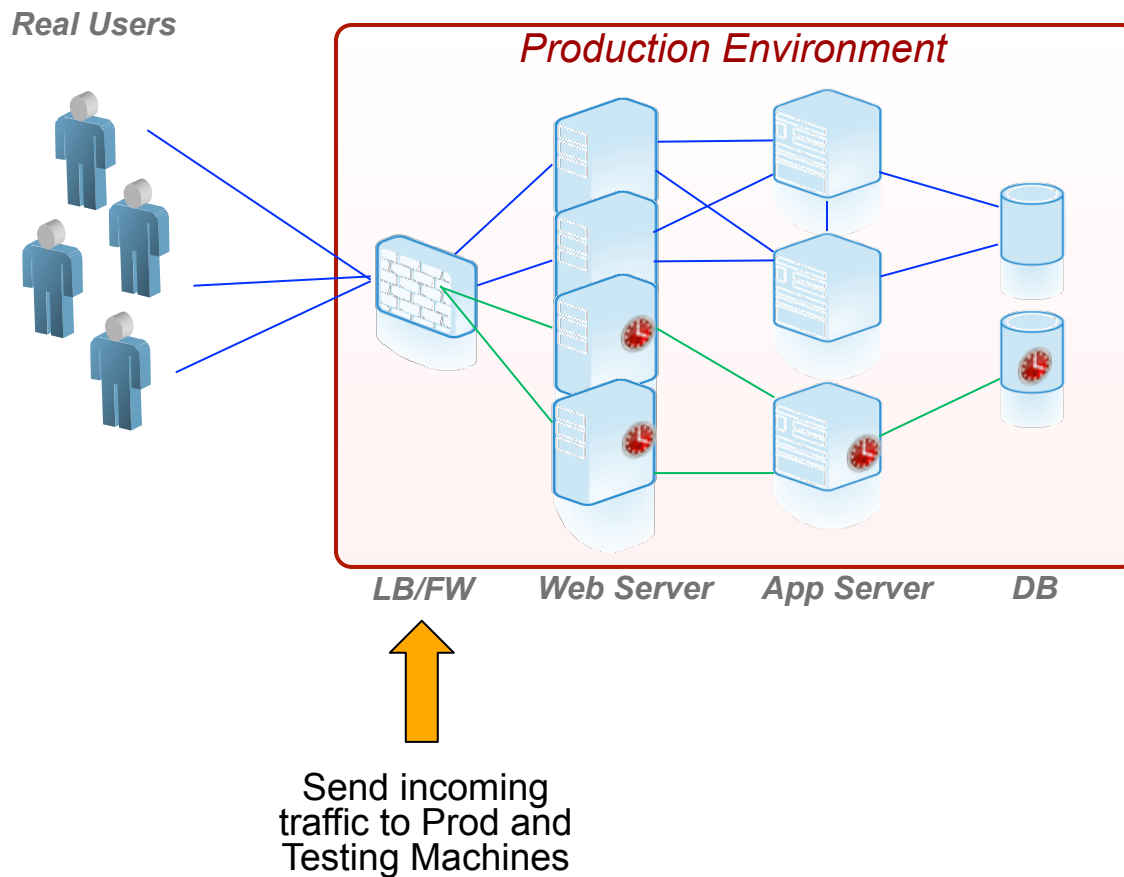 Real Users
Production Environment
LB/FW
Web Server
App Server
DB
Send incoming
traffic to Prod and
Testing Machines